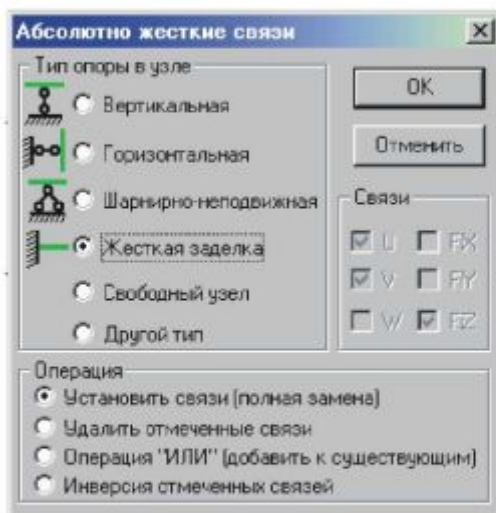 Абсолютно жесткие связи
Тип опоры в узле
Вертикальная
Горизонтальная
Шарнирно-неподвижная
Жесткая заделка
Свободный узел
Другой тип
OK
Отменить
Связи
U FX
V FY
W FZ
Операция
Установить связи (полная замена)
Удалить отмеченные связи
Операция "ИЛИ" (добавить к существующим)
Инверсия отмеченных связей